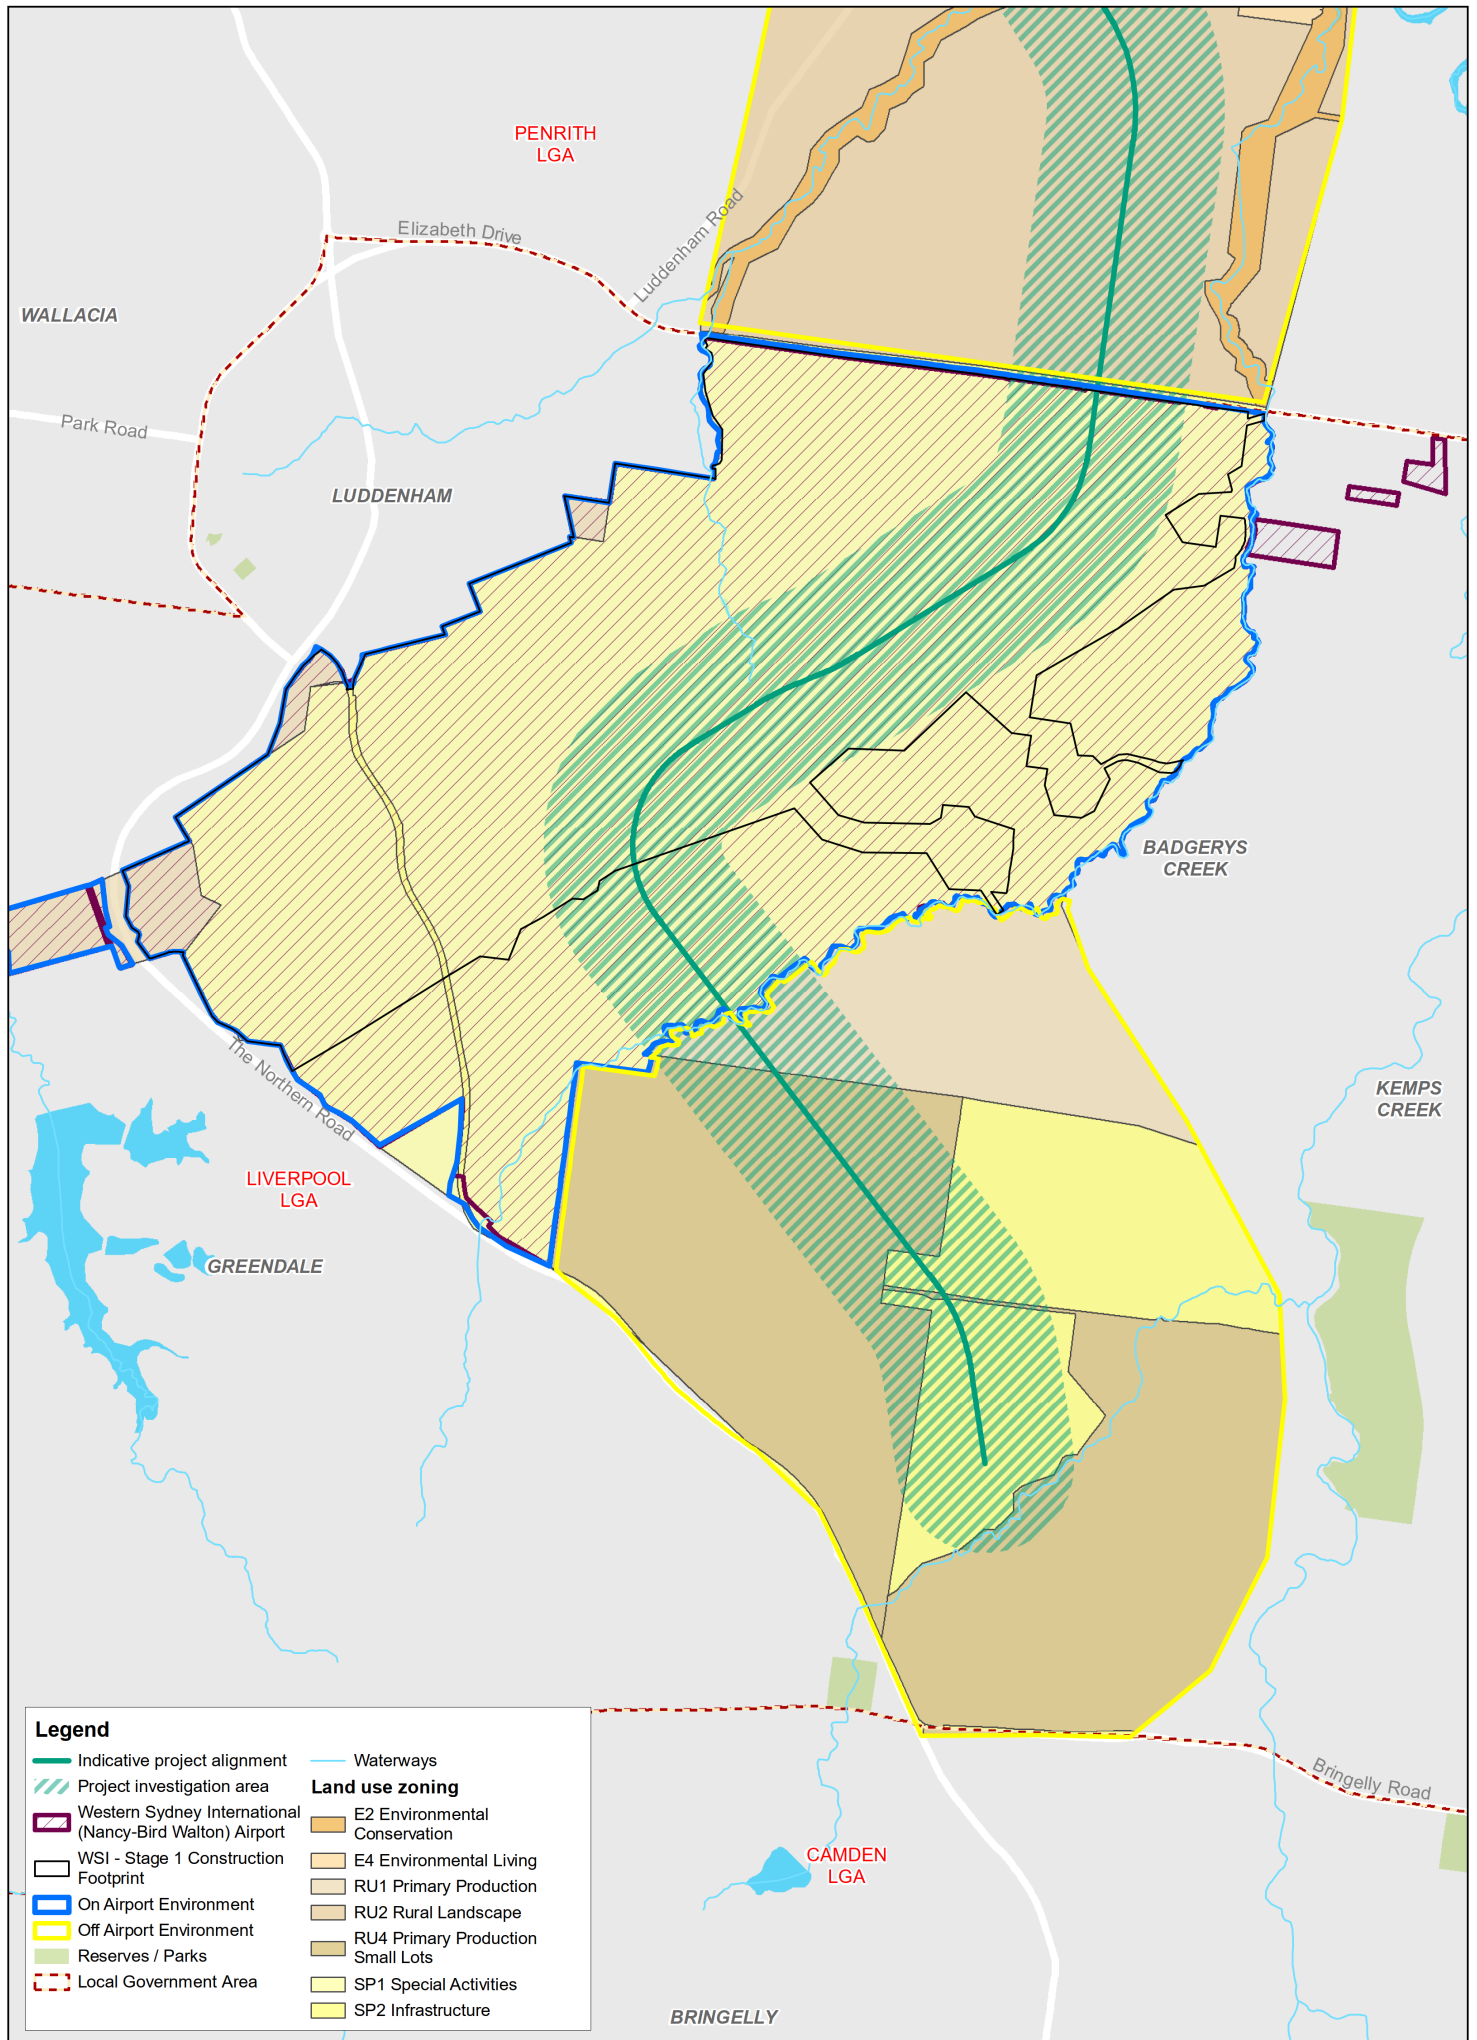 PENRITH
LGA
Elizabeth Drive
Luddenham Road
WALLACIA
Park Road
LUDDENHAM
BADGERYS
CREEK
The Northern Road
KEMPS
CREEK
LIVERPOOL
LGA
GREENDALE
Bringelly Road
CAMDEN
LGA
BRINGELLY
Legend
Indicative project alignment
Project investigation area
Western Sydney International
(Nancy-Bird Walton) Airport
WSI - Stage 1 Construction
Footprint
On Airport Environment
Off Airport Environment
Reserves / Parks
Local Government Area
Waterways
Land use zoning
E2 Environmental
Conservation
E4 Environmental Living
RU1 Primary Production
RU2 Rural Landscape
RU4 Primary Production
Small Lots
SP1 Special Activities
SP2 Infrastructure